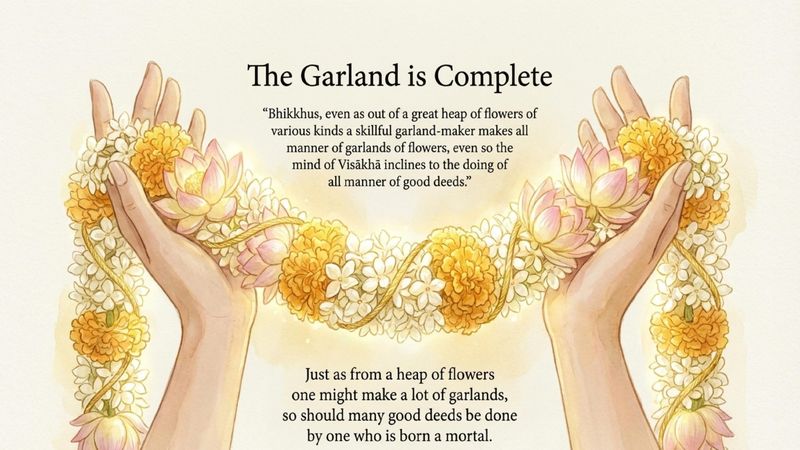 The Garland is Complete
“Bhikkhus, even as out of a great heap of flowers of
various kinds a skillful garland-maker makes all
manner of garlands of flowers, even so the
mind of Visākhā inclines to the doing of
all manner of good deeds.”
Just as from a heap of flowers
one might make a lot of garlands,
so should many good deeds be done
by one who is born a mortal.